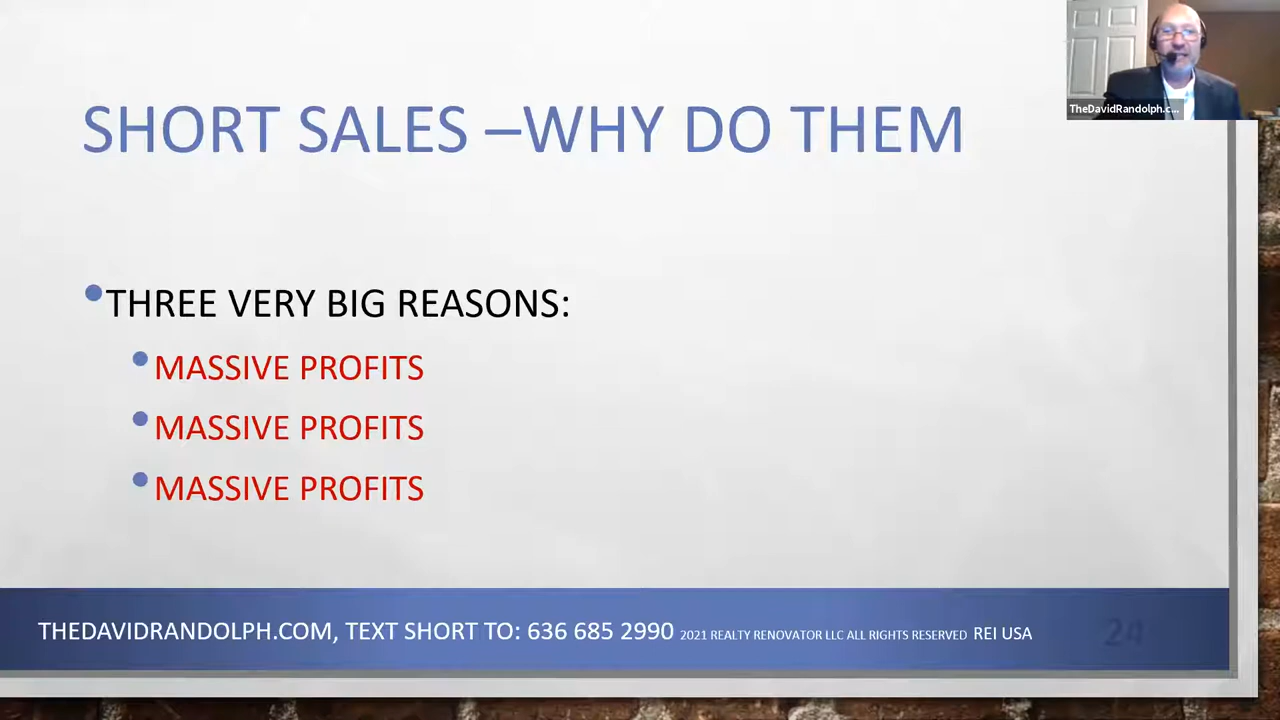 SHORT SALES –WHY DO THEM
TheDavidRandolph.c...
•THREE VERY BIG REASONS:
•MASSIVE PROFITS
•MASSIVE PROFITS
•MASSIVE PROFITS
THEDAVIDRANDOLPH.COM, TEXT SHORT TO: 636 685 2990 2021 REALTY RENOVATOR LLC ALL RIGHTS RESERVED REI USA
24